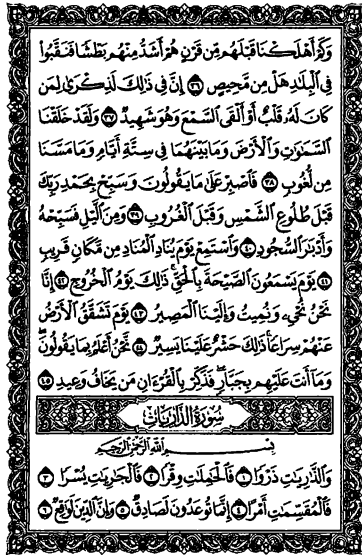 وَكَمْ أَهْلَكْنَا قَبْلَهُم مِّن قَرْنٍ هُمْ أَشَدُّ مِنْهُم بَطْشًا فَنَقَّبُوا۟
فِى ٱلْبِلَٰدِ هَلْ مِن مَّحِيصٍ ٣٦ إِنَّ فِى ذَٰلِكَ لَذِكْرَىٰ لِمَن
كَانَ لَهُۥ قَلْبٌ أَوْ أَلْقَى ٱلسَّمْعَ وَهُوَ شَهِيدٌ ٣٧ وَلَقَدْ خَلَقْنَا
ٱلسَّمَٰوَٰتِ وَٱلْأَرْضَ وَمَا بَيْنَهُمَا فِى سِتَّةِ أَيَّامٍ وَمَا مَسَّنَا
مِن لُّغُوبٍ ٣٨ فَٱصْبِرْ عَلَىٰ مَا يَقُولُونَ وَسَبِّحْ بِحَمْدِ رَبِّكَ
قَبْلَ طُلُوعِ ٱلشَّمْسِ وَقَبْلَ ٱلْغُرُوبِ ٣٩ وَمِنَ ٱلَّيْلِ فَسَبِّحْهُ
وَأَدْبَٰرَ ٱلسُّجُودِ ٤٠ وَٱسْتَمِعْ يَوْمَ يُنَادِ ٱلْمُنَادِ مِن مَّكَانٍ قَرِيبٍ
٤١ يَوْمَ يَسْمَعُونَ ٱلصَّيْحَةَ بِٱلْحَقِّ ذَٰلِكَ يَوْمُ ٱلْخُرُوجِ ٤٢ إِنَّا
نَحْنُ نُحْىِۦ وَنُمِيتُ وَإِلَيْنَا ٱلْمَصِيرُ ٤٣ يَوْمَ تَشَقَّقُ ٱلْأَرْضُ
عَنْهُمْ سِرَاعًا ذَٰلِكَ حَشْرٌ عَلَيْنَا يَسِيرٌ ٤٤ نَّحْنُ أَعْلَمُ بِمَا يَقُولُونَ
وَمَآ أَنتَ عَلَيْهِم بِجَبَّارٍ فَذَكِّرْ بِٱلْقُرْءَانِ مَن يَخَافُ وَعِيدِ ٤٥
سُورَةُ الذَّارِيَاتِ
بِسْمِ ٱللَّهِ ٱلرَّحْمَٰنِ ٱلرَّحِيمِ
وَٱلذَّٰرِيَٰتِ ذَرْوًا ١ فَٱلْحَٰمِلَٰتِ وِقْرًا ٢ فَٱلْجَٰرِيَٰتِ يُسْرًا ٣
فَٱلْمُقَسِّمَٰتِ أَمْرًا ٤ إِنَّمَا تُوعَدُونَ لَصَادِقٌ ٥ وَإِنَّ ٱلدِّينَ لَوَٰقِعٌ ٦